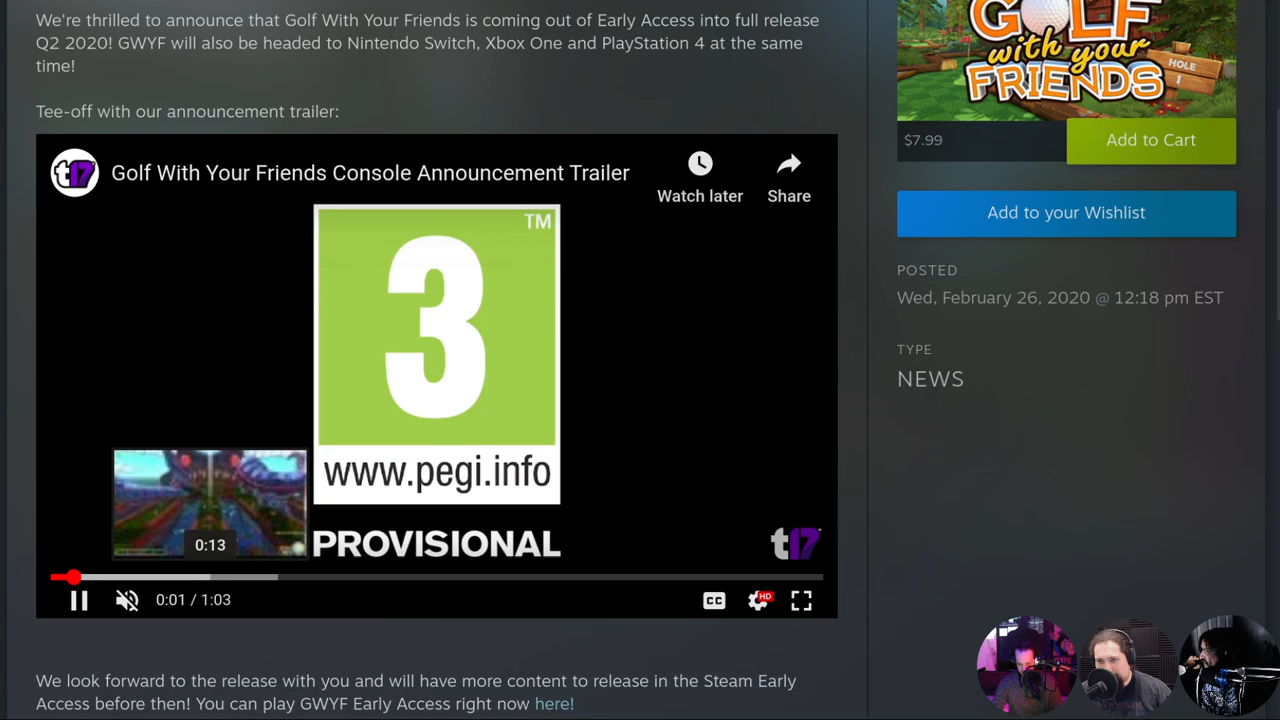 We're thrilled to announce that Golf With Your Friends is coming out of Early Access into full release
Q2 2020! GWYF will also be headed to Nintendo Switch, Xbox One and PlayStation 4 at the same
time!
Tee-off with our announcement trailer:
t17
Golf With Your Friends Console Announcement Trailer
Watch later
Share
3
TM
www.pegi.info
PROVISIONAL
t17
0:13
0:01 / 1:03
CC
HD
We look forward to the release with you and will have more content to release in the Steam Early
Access before then! You can play GWYF Early Access right now here!
GOLF
with your
FRIENDS
HOLE
1
$7.99
Add to Cart
Add to your Wishlist
POSTED
Wed, February 26, 2020 @ 12:18 pm EST
TYPE
NEWS